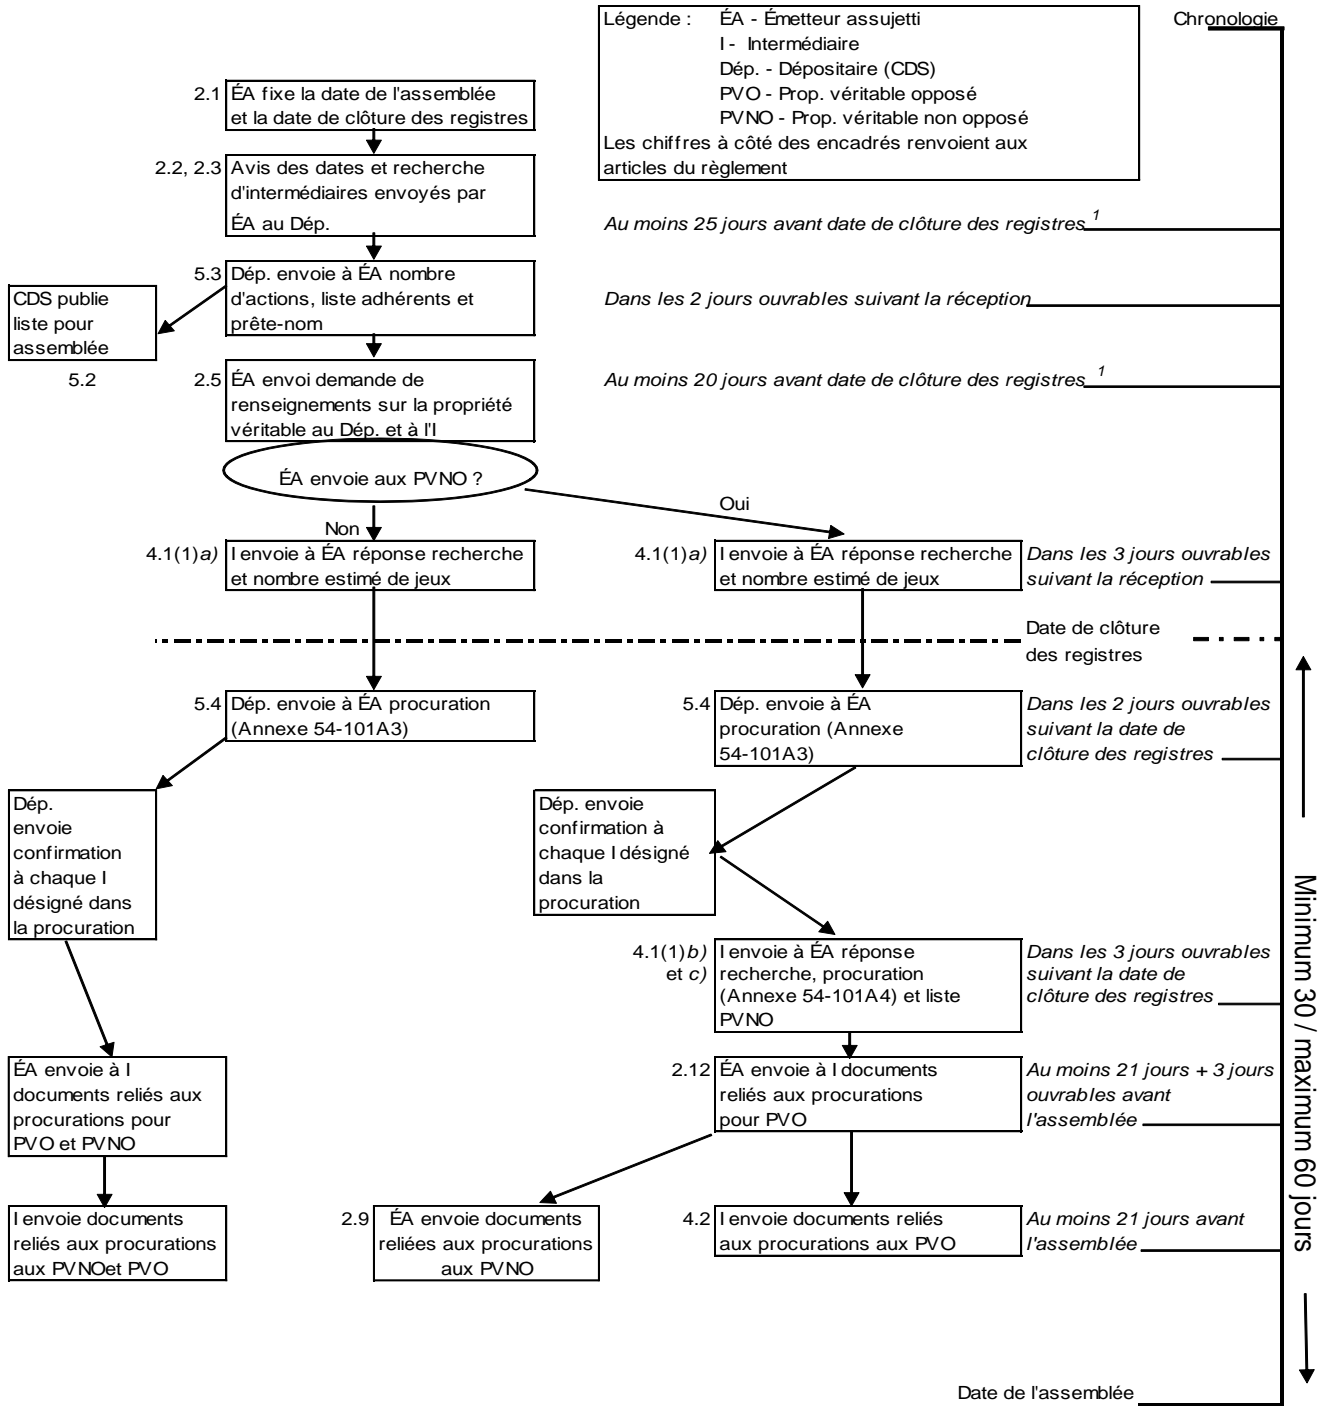 Légende : ÉA - Émetteur assujetti
I - Intermédiaire
Dép. - Dépositaire (CDS)
PVO - Prop. véritable opposé
PVNO - Prop. véritable non opposé
Les chiffres à côté des encadrés renvoient aux
articles du règlement
Chronologie
2.1 ÉA fixe la date de l'assemblée
et la date de clôture des registres
2.2, 2.3 Avis des dates et recherche
d'intermédiaires envoyés par
ÉA au Dép.
Au moins 25 jours avant date de clôture des registres 1
5.3 Dép. envoie à ÉA nombre
d'actions, liste adhérents et
prête-nom
Dans les 2 jours ouvrables suivant la réception
CDS publie
liste pour
assemblée
5.2
2.5 ÉA envoi demande de
renseignements sur la propriété
véritable au Dép. et à l'I
Au moins 20 jours avant date de clôture des registres 1
ÉA envoie aux PVNO ?
Non
Oui
4.1(1)a) I envoie à ÉA réponse recherche
et nombre estimé de jeux
4.1(1)a) I envoie à ÉA réponse recherche
et nombre estimé de jeux
Dans les 3 jours ouvrables
suivant la réception
Date de clôture
des registres
5.4 Dép. envoie à ÉA procuration
(Annexe 54-101A3)
5.4 Dép. envoie à ÉA
procuration (Annexe
54-101A3)
Dans les 2 jours ouvrables
suivant la date de
clôture des registres
Dép.
envoie
confirmation
à chaque I
désigné dans
la procuration
Dép. envoie
confirmation à
chaque I désigné
dans la
procuration
4.1(1)b)
et c)
I envoie à ÉA réponse
recherche, procuration
(Annexe 54-101A4) et liste
PVNO
Dans les 3 jours ouvrables
suivant la date de
clôture des registres
ÉA envoie à I
documents reliés aux
procurations pour
PVO et PVNO
2.12 ÉA envoie à I documents
reliés aux procurations
pour PVO
Au moins 21 jours + 3 jours
ouvrables avant
l'assemblée
I envoie documents
reliés aux procurations
aux PVNOet PVO
2.9 ÉA envoie documents
reliées aux procurations
aux PVNO
4.2 I envoie documents reliés
aux procurations aux PVO
Au moins 21 jours avant
l'assemblée
Minimum 30 / maximum 60 jours
Date de l'assemblée